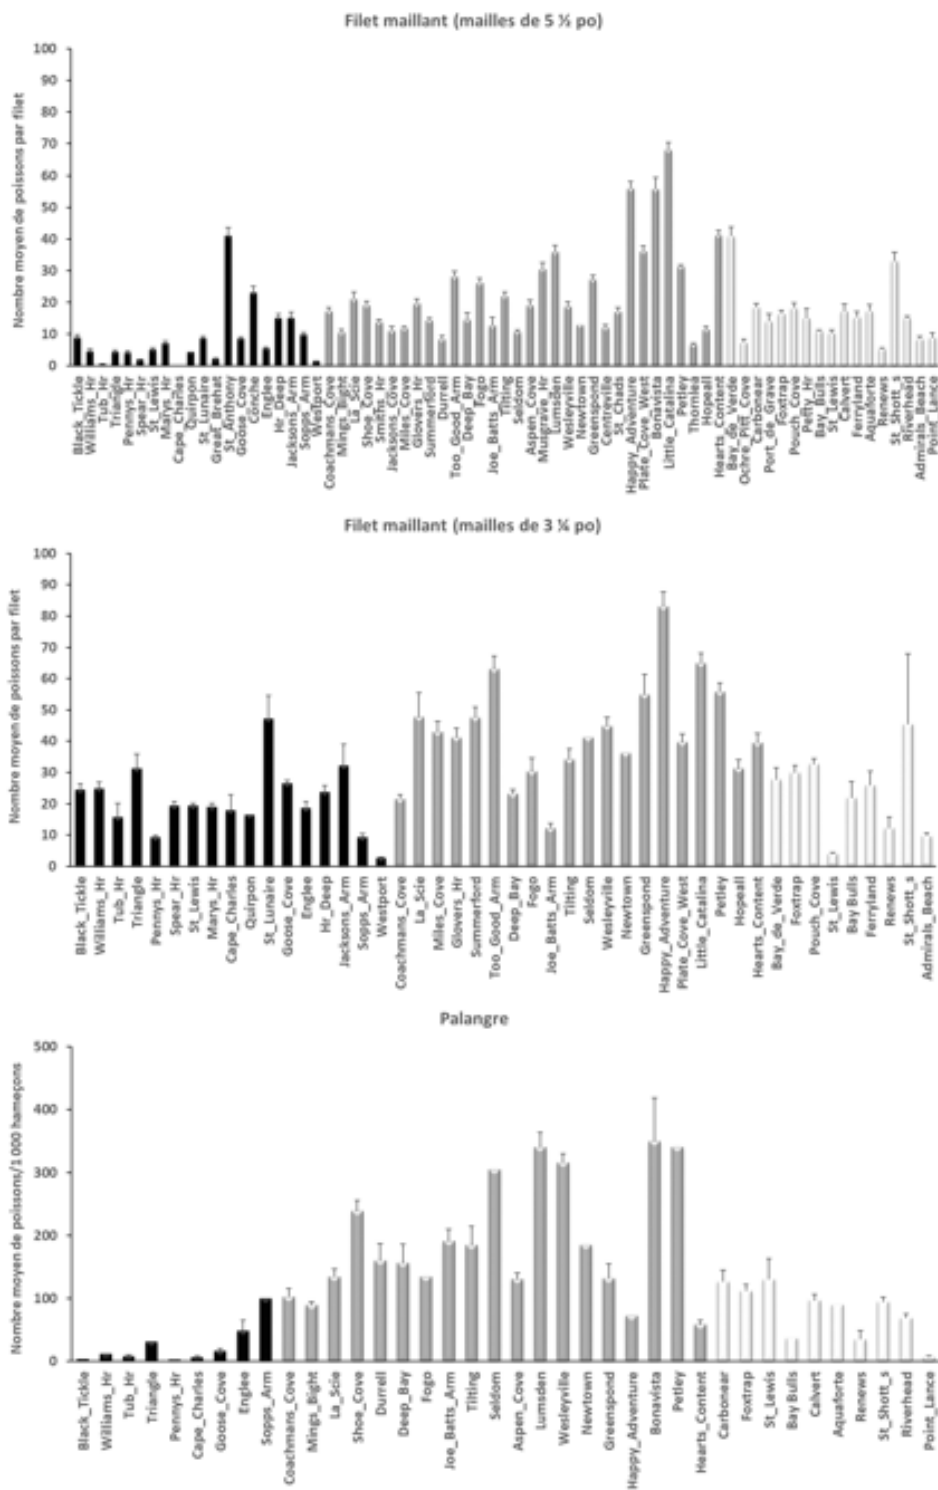 Filet maillant (mailles de 5 ½ po)
Nombre moyen de poissons par filet
100
90
80
70
60
50
40
30
20
10
0
Black_Tickle
Williams_Hr
Tub_Hr
Triangle
Pennys_Hr
Spear_Hr
St_Lewis
Marys_Hr
Cape_Charles
Quirpon
St_Lunaire
Great_Brehat
St_Anthony
Goose_Cove
Conche
Englee
Hr_Deep
Jacksons_Arm
Sopps_Arm
Westport
Coachmans_Cove
Mings_Bight
La_Scie
Shoe_Cove
Smiths_Hr
Jacksons_Cove
Miles_Cove
Glovers_Hr
Summerford
Durrell
Too_Good_Arm
Deep_Bay
Fogo
Joe_Batts_Arm
Tilting
Seldom
Aspen_Cove
Musgrave_Hr
Lumsden
Wesleyville
Newtown
Greenspond
Centreville
St_Chads
Happy_Adventure
Plate_Cove_West
Bonavista
Little_Catalina
Petley
Thornlea
Hopeall
Hearts_Content
Bay_de_Verde
Ochre_Pitt_Cove
Carbonear
Port_de_Grave
Foxtrap
Pouch_Cove
Petty_Hr
Bay_Bulls
St_Lewis
Calvert
Ferryland
Aquaforte
Renews
St_Shott_s
Riverhead
Admirals_Beach
Point_Lance
Filet maillant (mailles de 3 ¼ po)
Nombre moyen de poissons par filet
100
90
80
70
60
50
40
30
20
10
0
Black_Tickle
Williams_Hr
Tub_Hr
Triangle
Pennys_Hr
Spear_Hr
St_Lewis
Marys_Hr
Cape_Charles
Quirpon
St_Lunaire
Goose_Cove
Englee
Hr_Deep
Jacksons_Arm
Sopps_Arm
Westport
Coachmans_Cove
La_Scie
Miles_Cove
Glovers_Hr
Summerford
Too_Good_Arm
Deep_Bay
Fogo
Joe_Batts_Arm
Tilting
Seldom
Wesleyville
Newtown
Greenspond
Happy_Adventure
Plate_Cove_West
Little_Catalina
Petley
Hopeall
Hearts_Content
Bay_de_Verde
Foxtrap
Pouch_Cove
St_Lewis
Bay Bulls
Ferryland
Renews
St_Shott_s
Admirals_Beach
Palangre
Nombre moyen de poissons/1 000 hameçons
500
400
300
200
100
0
Black_Tickle
Williams_Hr
Tub_Hr
Triangle
Pennys_Hr
Cape_Charles
Goose_Cove
Englee
Sopps_Arm
Coachmans_Cove
Mings_Bight
La_Scie
Shoe_Cove
Durrell
Deep_Bay
Fogo
Joe_Batts_Arm
Tilting
Seldom
Aspen_Cove
Lumsden
Wesleyville
Newtown
Greenspond
Happy_Adventure
Bonavista
Petley
Hearts_Content
Carbonear
Foxtrap
St_Lewis
Bay Bulls
Calvert
Aquaforte
Renews
St_Shott_s
Riverhead
Point_Lance